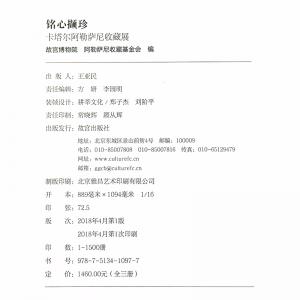 铭心撷珍
卡塔尔阿勒萨尼收藏展
故宫博物院 阿勒萨尼收藏基金会 编
出 版 人：王亚民
责任编辑：方 妍 李园明
装帧设计：耕莘文化／郑子杰 刘阶平
责任印制：常晓辉 顾从辉
出版发行：故宫出版社
地址：北京东城区景山前街4号 邮编：100009
电话：010-85007808 010-85007816 传真：010-65129479
网址：www.culturefc.cn
邮箱：ggcb@culturefc.cn
制版印刷：北京雅昌艺术印刷有限公司
开 本：889毫米×1094毫米 1/16
印 张：72.5
版 次：2018年4月第1版
2018年4月第1次印刷
印 数：1-1500册
书 号：978-7-5134-1097-7
定 价：1460.00元（全三册）